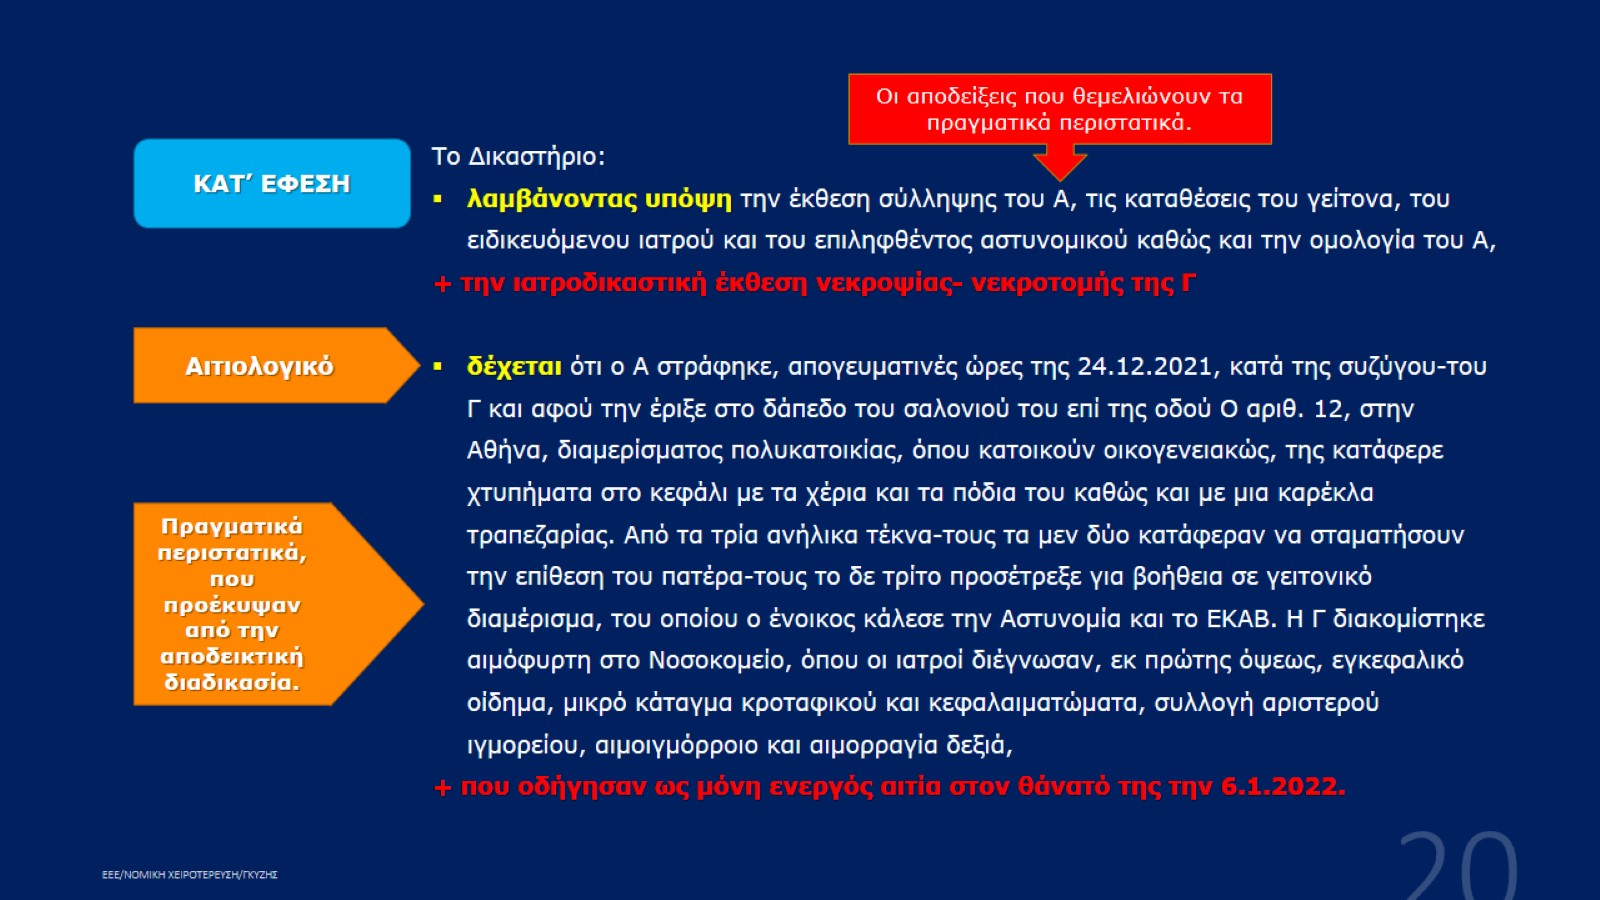 Οι αποδείξεις που θεμελιώνουν τα
πραγματικά περιστατικά.
ΚΑΤ’ ΕΦΕΣΗ
Το Δικαστήριο:
▪ λαμβάνοντας υπόψη την έκθεση σύλληψης του Α, τις καταθέσεις του γείτονα, του
ειδικευόμενου ιατρού και του επιληφθέντος αστυνομικού καθώς και την ομολογία του Α,
+ την ιατροδικαστική έκθεση νεκροψίας- νεκροτομής της Γ
Αιτιολογικό
▪ δέχεται ότι ο Α στράφηκε, απογευματινές ώρες της 24.12.2021, κατά της συζύγου-του
Γ και αφού την έριξε στο δάπεδο του σαλονιού του επί της οδού Ο αριθ. 12, στην
Αθήνα, διαμερίσματος πολυκατοικίας, όπου κατοικούν οικογενειακώς, της κατάφερε
χτυπήματα στο κεφάλι με τα χέρια και τα πόδια του καθώς και με μια καρέκλα
τραπεζαρίας. Από τα τρία ανήλικα τέκνα-τους τα μεν δύο κατάφεραν να σταματήσουν
την επίθεση του πατέρα-τους το δε τρίτο προσέτρεξε για βοήθεια σε γειτονικό
διαμέρισμα, του οποίου ο ένοικος κάλεσε την Αστυνομία και το ΕΚΑΒ. Η Γ διακομίστηκε
αιμόφυρτη στο Νοσοκομείο, όπου οι ιατροί διέγνωσαν, εκ πρώτης όψεως, εγκεφαλικό
οίδημα, μικρό κάταγμα κροταφικού και κεφαλαιματώματα, συλλογή αριστερού
ιγμορείου, αιμοιγμόρροιο και αιμορραγία δεξιά,
+ που οδήγησαν ως μόνη ενεργός αιτία στον θάνατό της την 6.1.2022.
Πραγματικά
περιστατικά,
που
προέκυψαν
από την
αποδεικτική
διαδικασία.
ΕΕΕ/ΝΟΜΙΚΗ ΧΕΙΡΟΤΕΡΕΥΣΗ/ΓΚΥΖΗΣ
20